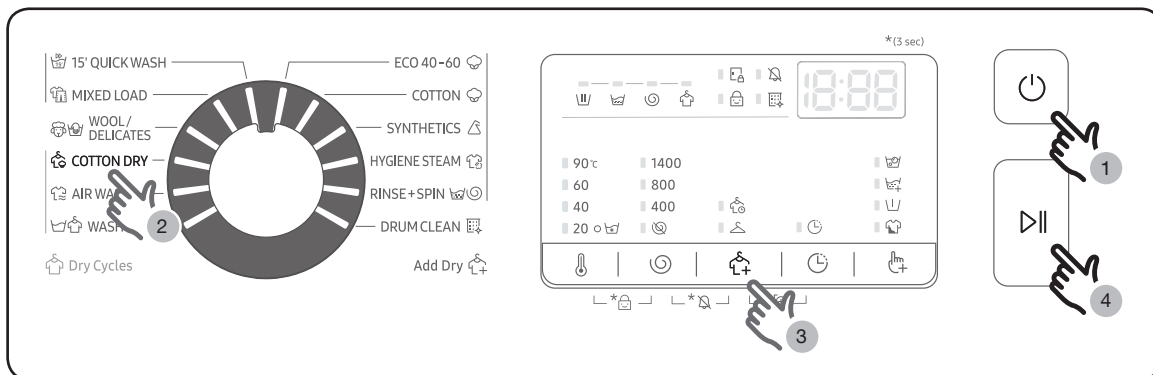 *(3 sec)
15' QUICK WASH
MIXED LOAD
WOOL /
DELICATES
COTTON DRY
AIR WA
WASH
Dry Cycles
ECO 40-60
COTTON
SYNTHETICS
HYGIENE STEAM
RINSE+SPIN
DRUM CLEAN
Add Dry
18:88
90℃ 1400
60 800
40 400
20
*
*
1
2
3
4